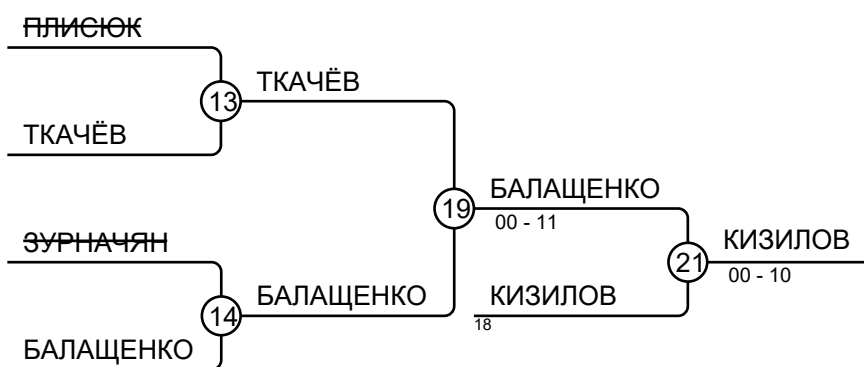 ПЛИСЮК
13
ТКАЧЁВ
ТКАЧЁВ
19
БАЛАЩЕНКО
00 - 11
ЗУРНАЧЯН
21
КИЗИЛОВ
00 - 10
14
БАЛАЩЕНКО
КИЗИЛОВ
18
БАЛАЩЕНКО